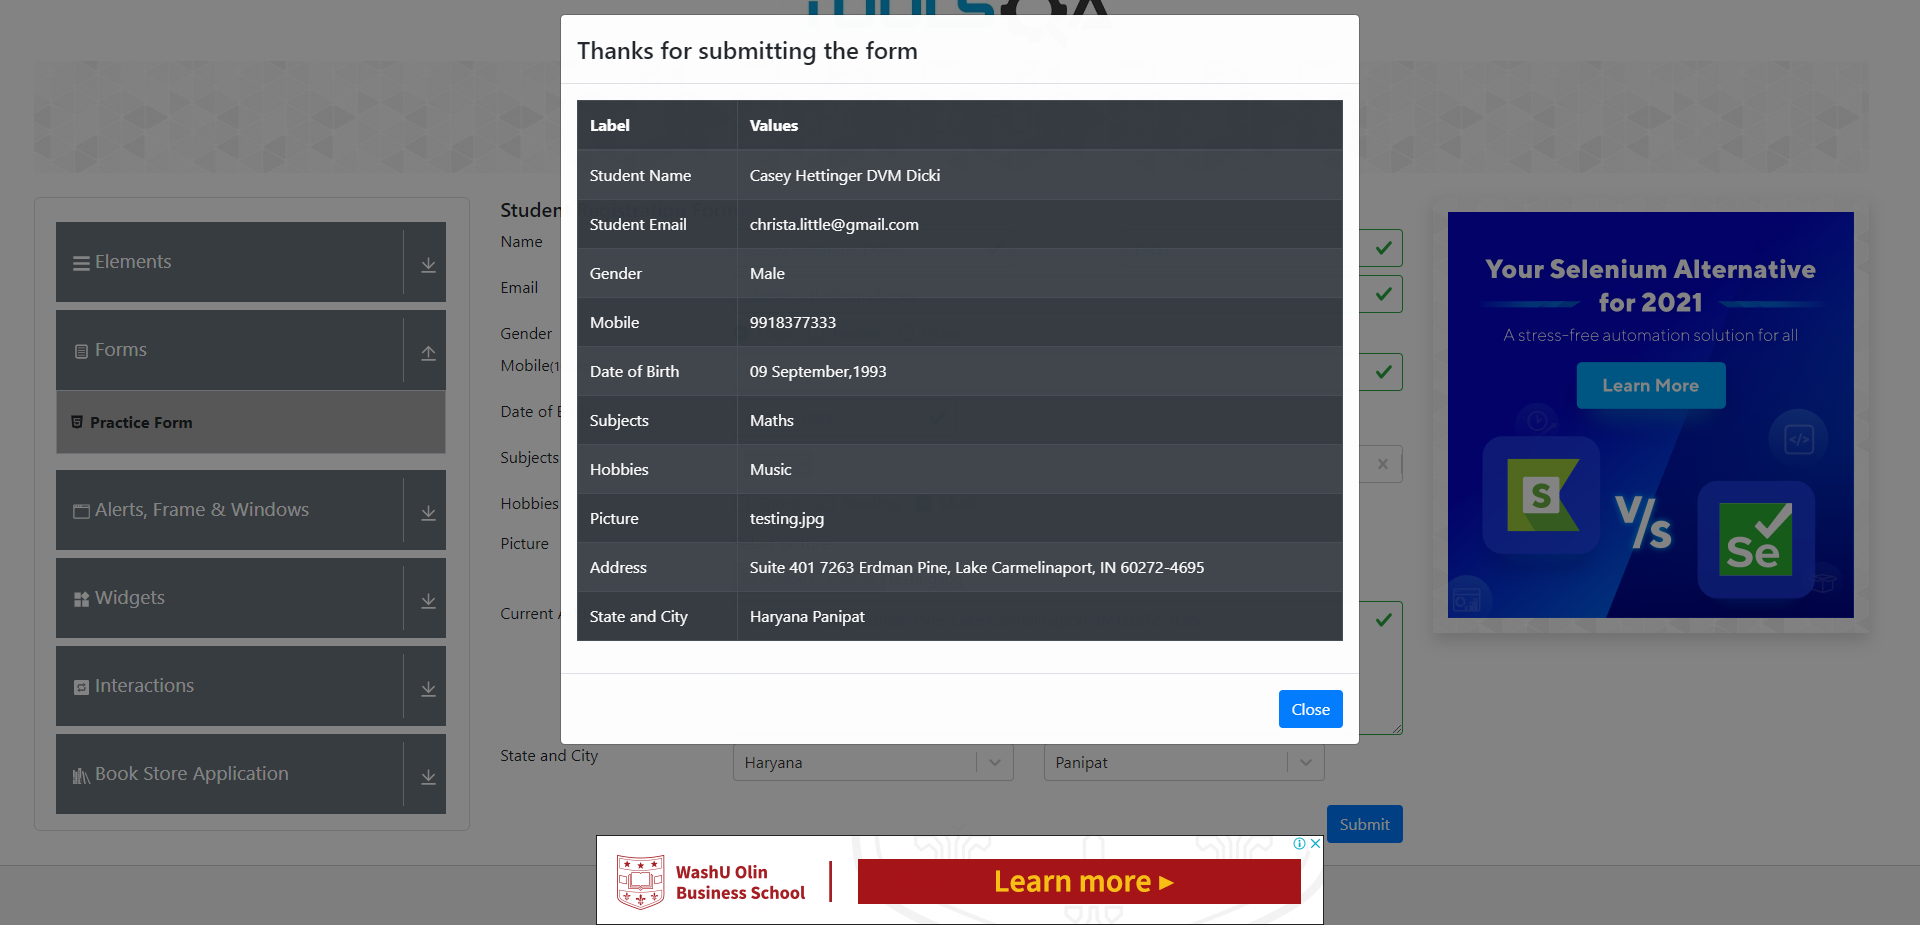 Thanks for submitting the form
Label Values
Student Name Casey Hettinger DVM Dicki
Student Email christa.little@gmail.com
Gender Male
Mobile 9918377333
Date of Birth 09 September,1993
Subjects Maths
Hobbies Music
Picture testing.jpg
Address Suite 401 7263 Erdman Pine, Lake Carmelinaport, IN 60272-4695
State and City Haryana Panipat
Close
Elements
Forms
Practice Form
Alerts, Frame & Windows
Widgets
Interactions
Book Store Application
Name
Email
Gender
Mobile(1
Date of
Subjects
Hobbies
Picture
Current
State and City Haryana Panipat
Submit
Your Selenium Alternative
for 2021
A stress-free automation solution for all
Learn More
S
V/s
Se
WashU Olin
Business School
Learn more ►